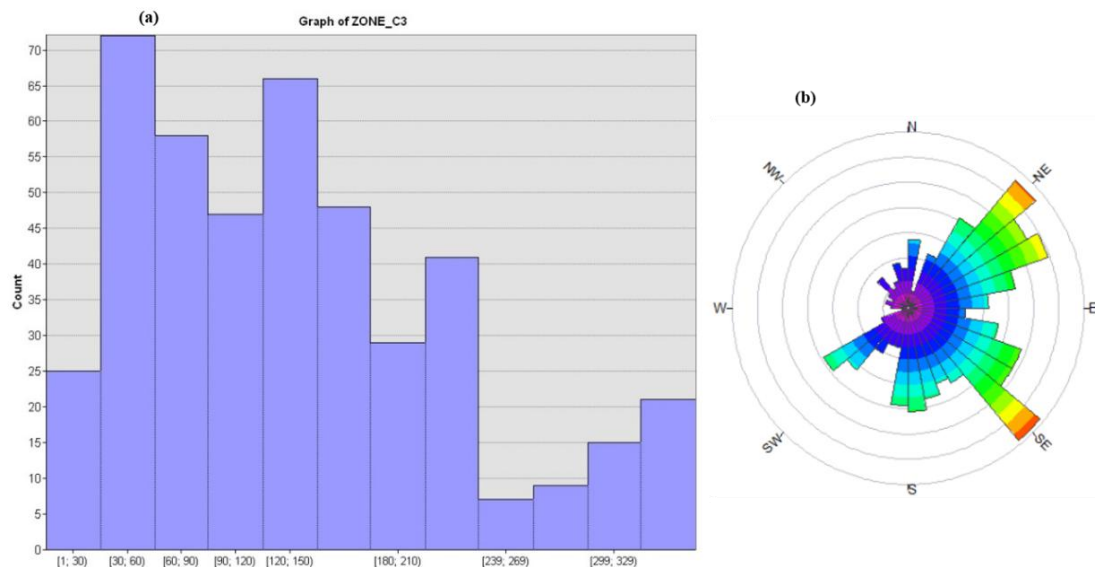 (a)
Graph of ZONE_C3
Count
70
65
60
55
50
45
40
35
30
25
20
15
10
5
0
[1; 30)
[30; 60)
[60; 90)
[90; 120)
[120; 150)
[180; 210)
[239; 269)
[299; 329)
(b)
N
NE
E
SE
S
SW
W
NW